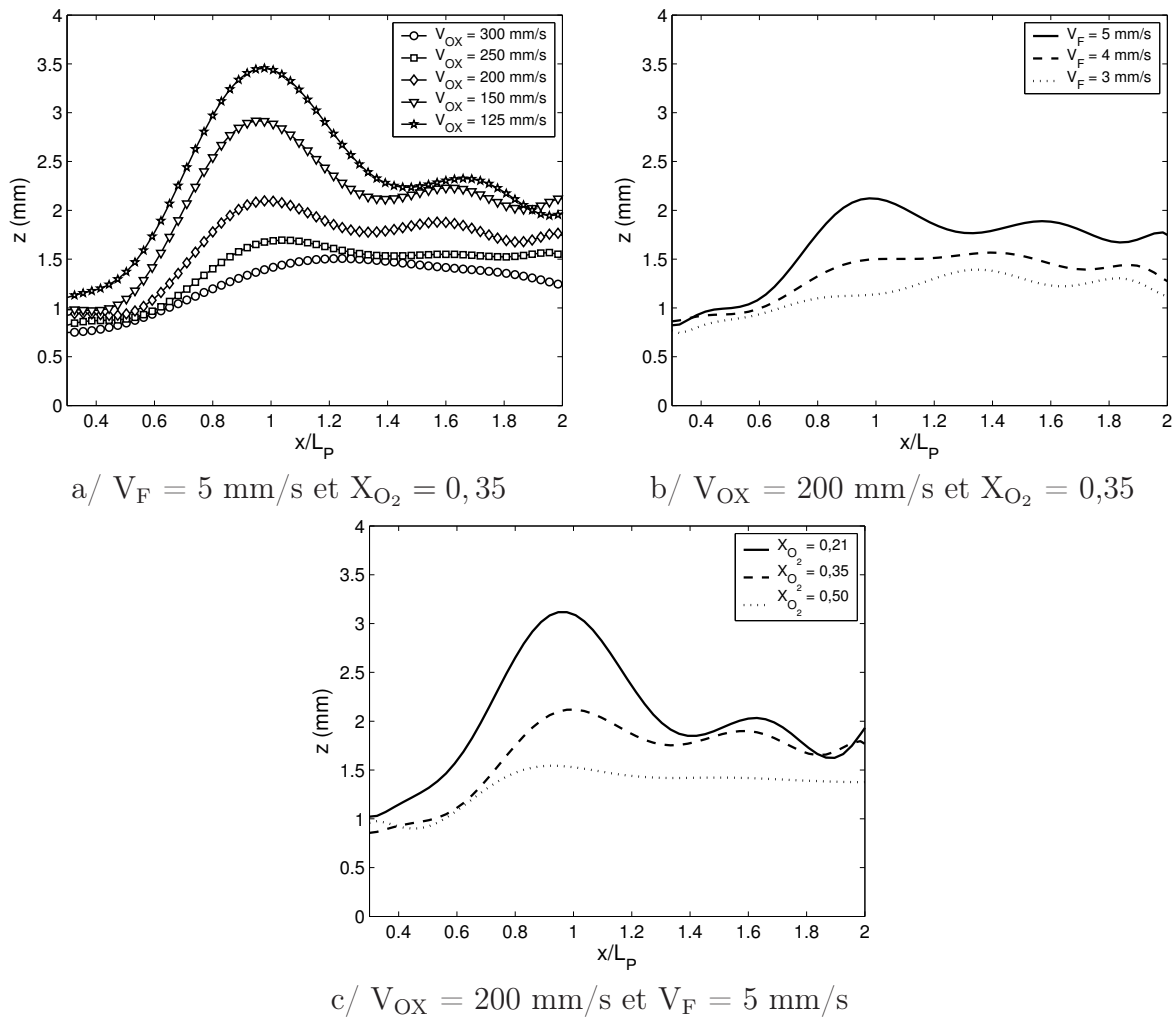 V_OX = 300 mm/s
V_OX = 250 mm/s
V_OX = 200 mm/s
V_OX = 150 mm/s
V_OX = 125 mm/s
z (mm)
4
3.5
3
2.5
2
1.5
1
0.5
0
0.4 0.6 0.8 1 1.2 1.4 1.6 1.8 2
x/L_P
a/ V_F = 5 mm/s et X_O₂ = 0,35
V_F = 5 mm/s
V_F = 4 mm/s
V_F = 3 mm/s
z (mm)
4
3.5
3
2.5
2
1.5
1
0.5
0
0.4 0.6 0.8 1 1.2 1.4 1.6 1.8 2
x/L_P
b/ V_OX = 200 mm/s et X_O₂ = 0,35
X_O₂ = 0,21
X_O₂ = 0,35
X_O₂ = 0,50
z (mm)
4
3.5
3
2.5
2
1.5
1
0.5
0
0.4 0.6 0.8 1 1.2 1.4 1.6 1.8 2
x/L_P
c/ V_OX = 200 mm/s et V_F = 5 mm/s